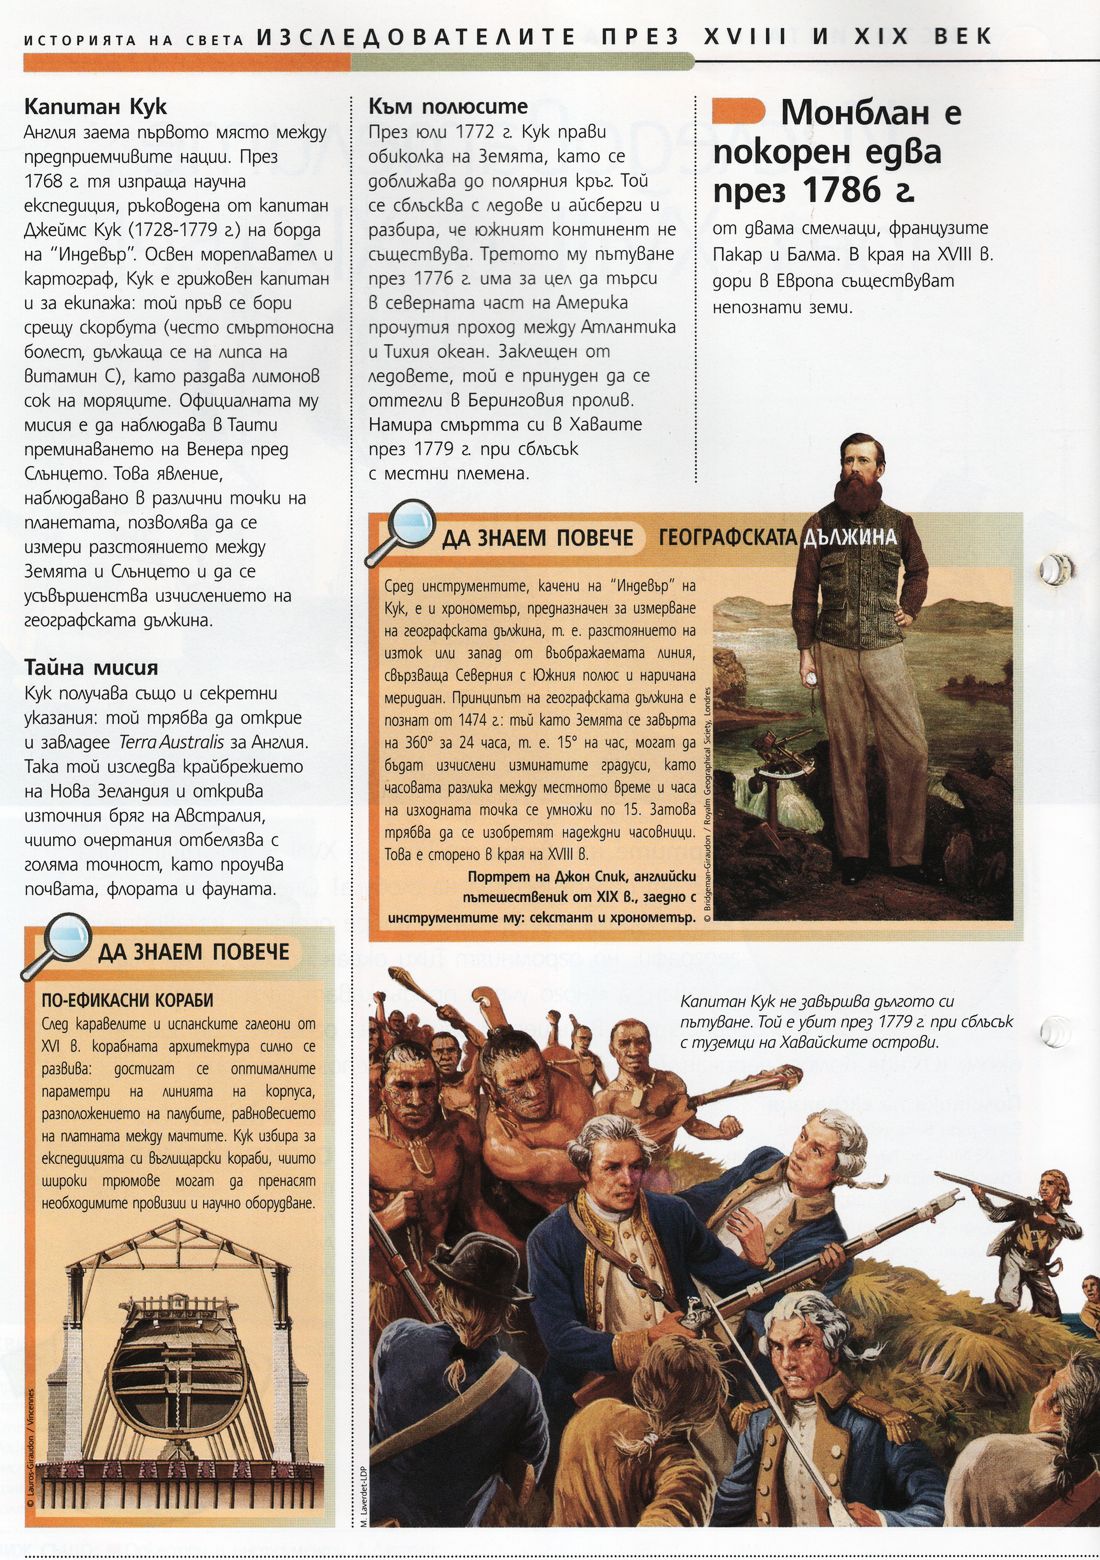 ИСТОРИЯТА НА СВЕТА ИЗСЛЕДОВАТЕЛИТЕ ПРЕЗ XVIII И XIX ВЕК
Капитан Кук
Англия заема първото място между
предприемчивите нации. През
1768 г. тя изпраща научна
експедиция, ръководена от капитан
Джеймс Кук (1728-1779 г.) на борда
на “Индевър”. Освен мореплавател и
картограф, Кук е грижовен капитан
и за екипажа: той пръв се бори
срещу скорбута (често смъртоносна
болест, дължаща се на липса на
витамин С), като раздава лимонов
сок на моряците. Официалната му
мисия е да наблюдава в Таити
преминаването на Венера пред
Слънцето. Това явление,
наблюдавано в различни точки на
планетата, позволява да се
измери разстоянието между
Земята и Слънцето и да се
усъвършенства изчислението на
географската дължина.
Тайна мисия
Кук получава също и секретни
указания: той трябва да открие
и завладее Terra Australis за Англия.
Така той изследва крайбрежието
на Нова Зеландия и открива
източния бряг на Австралия,
чиито очертания отбелязва с
голяма точност, като проучва
почвата, флората и фауната.
ДА ЗНАЕМ ПОВЕЧЕ
ПО-ЕФИКАСНИ КОРАБИ
След каравелите и испанските галеони от
XVI в. корабната архитектура силно се
развива: достигат се оптималните
параметри на линията на корпуса,
разположението на палубите, равновесието
на платната между мачтите. Кук избира за
експедицията си въглищарски кораби, чиито
широки трюмове могат да пренасят
необходимите провизии и научно оборудване.
© Lauros-Giraudon / Vincennes
Към полюсите
През юли 1772 г. Кук прави
обиколка на Земята, като се
доближава до полярния кръг. Той
се сблъсква с ледове и айсберги и
разбира, че южният континент не
съществува. Третото му пътуване
през 1776 г. има за цел да търси
в северната част на Америка
прочутия проход между Атлантика
и Тихия океан. Заклещен от
ледовете, той е принуден да се
оттегли в Беринговия пролив.
Намира смъртта си в Хаваите
през 1779 г. при сблъсък
с местни племена.
Монблан е
покорен едва
през 1786 г.
от двама смелчаци, французите
Пакар и Балма. В края на XVIII в.
дори в Европа съществуват
непознати земи.
ДА ЗНАЕМ ПОВЕЧЕ ГЕОГРАФСКАТА ДЪЛЖИНА
Сред инструментите, качени на “Индевър” на
Кук, е и хронометър, предназначен за измерване
на географската дължина, т. е. разстоянието на
изток или запад от въображаемата линия,
свързваща Северния с Южния полюс и наричана
меридиан. Принципът на географската дължина е
познат от 1474 г.: тъй като Земята се завърта
на 360° за 24 часа, т. е. 15° на час, могат да
бъдат изчислени изминатите градуси, като
часовата разлика между местното време и часа
на изходната точка се умножи по 15. Затова
трябва да се изобретят надеждни часовници.
Това е сторено в края на XVIII в.
Портрет на Джон Спик, английски
пътешественик от XIX в., заедно с
инструментите му: секстант и хронометър.
© Bridgeman-Giraudon / Royalm Geographical Siciety, Londres
Капитан Кук не завършва дългото си
пътуване. Той е убит през 1779 г. при сблъсък
с туземци на Хавайските острови.
M. Laverdet-LDP